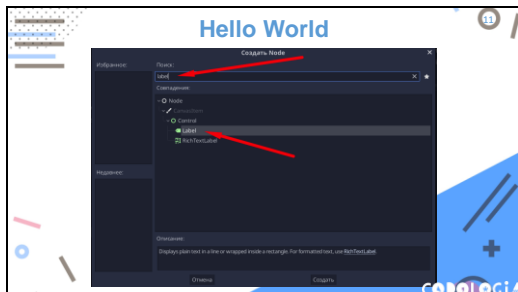 Hello World
11
Создать Node
Избранное:
Поиск:
label
Совпадения:
Node
CanvasItem
Control
Label
RichTextLabel
Недавнее:
Описание:
Displays plain text in a line or wrapped inside a rectangle. For formatted text, use RichTextLabel.
Отмена
Создать
CODOLOGIA